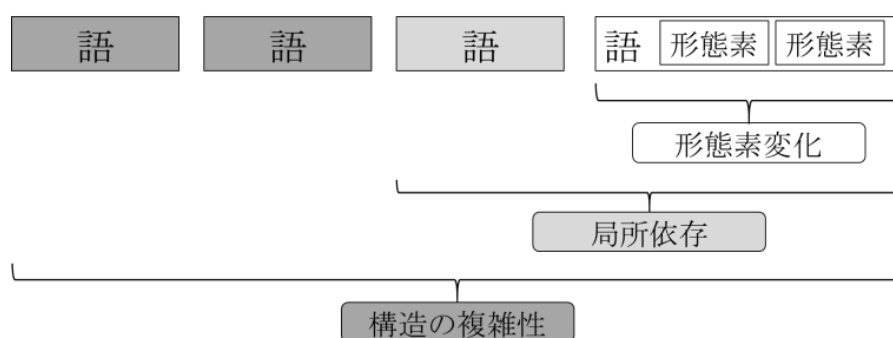 語 語 語 語 形態素 形態素
形態素変化
局所依存
構造の複雑性